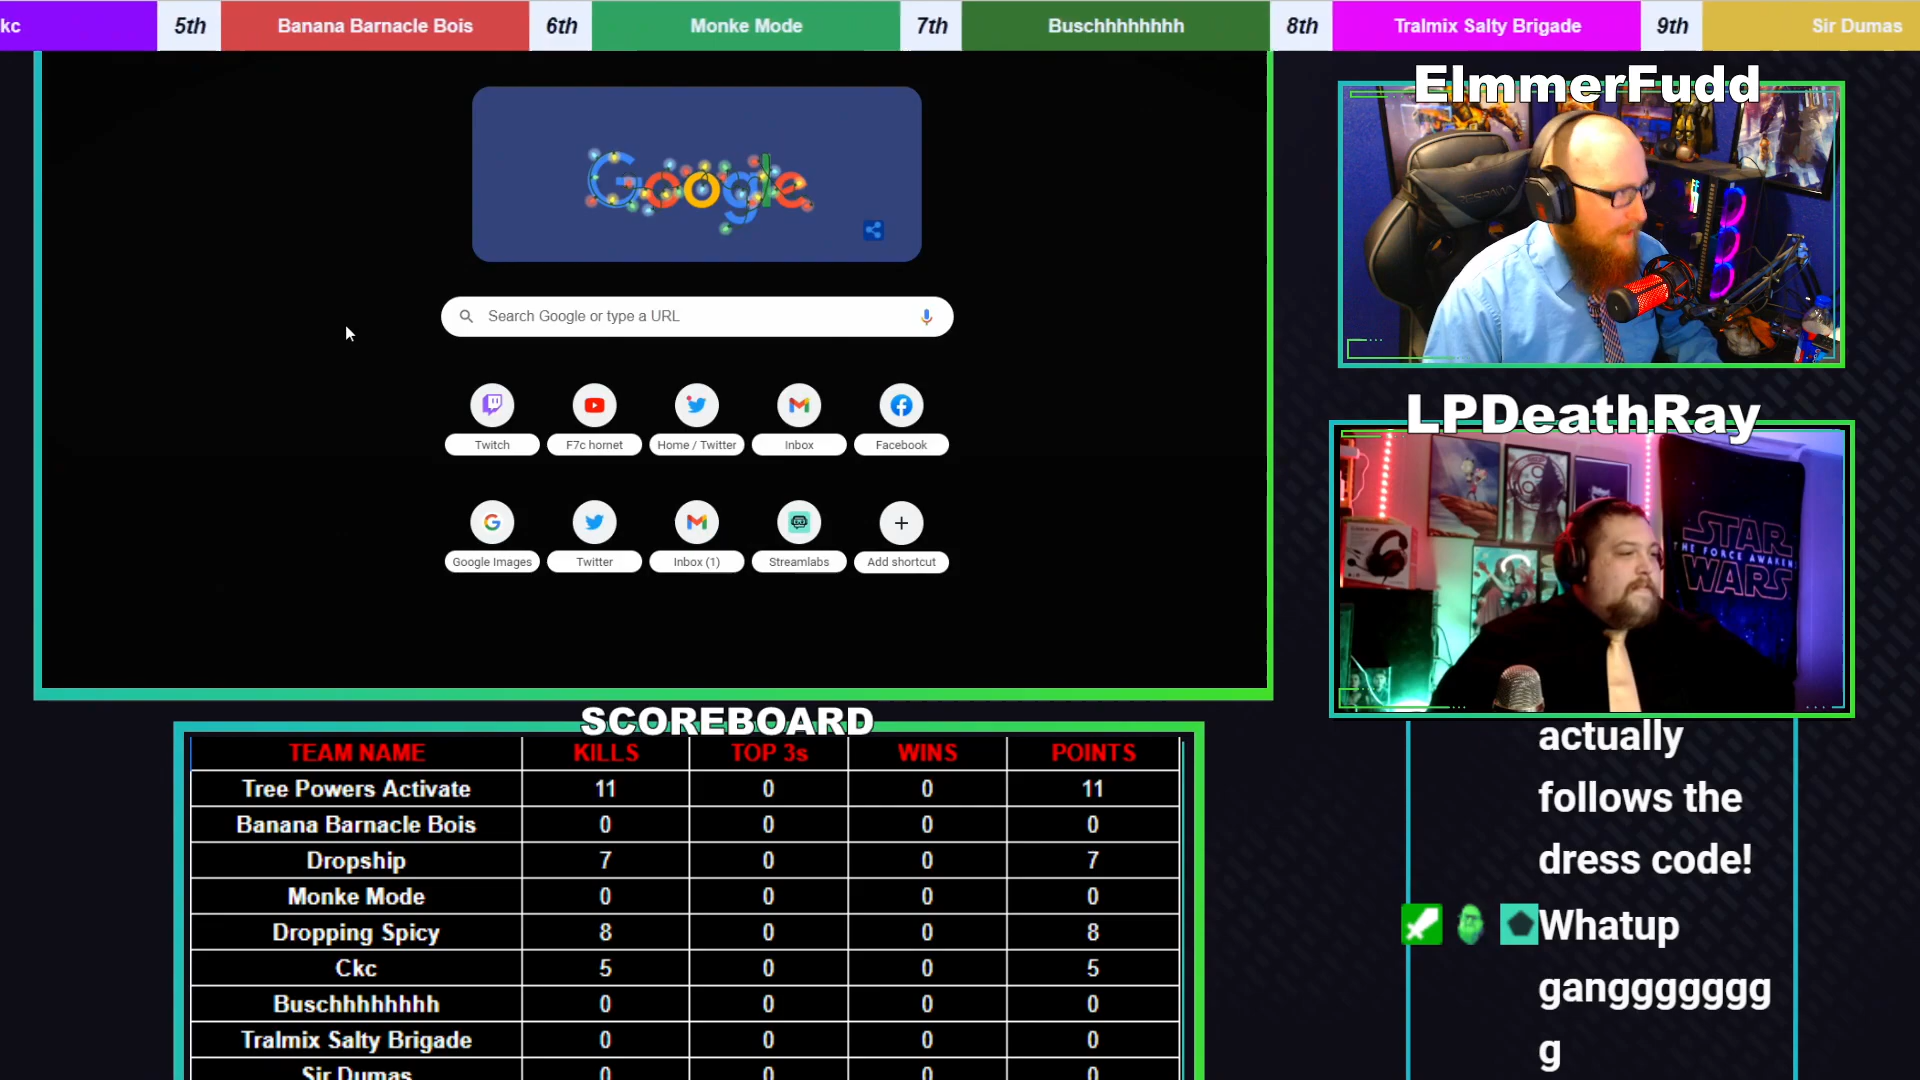 kc 5th Banana Barnacle Bois 6th Monke Mode 7th Buschhhhhhhh 8th Tralmix Salty Brigade 9th Sir Dumas
Google
Search Google or type a URL
Twitch F7c hornet Home / Twitter Inbox Facebook
Google Images Twitter Inbox (1) Streamlabs Add shortcut
ElmmerFudd
RESPAWN
LPDeathRay
STAR
THE FORCE AWAKENS
WARS
SCOREBOARD
TEAM NAME KILLS TOP 3s WINS POINTS
Tree Powers Activate 11 0 0 11
Banana Barnacle Bois 0 0 0 0
Dropship 7 0 0 7
Monke Mode 0 0 0 0
Dropping Spicy 8 0 0 8
Ckc 5 0 0 5
Buschhhhhhhh 0 0 0 0
Tralmix Salty Brigade 0 0 0 0
Sir Dumas 0 0 0 0
actually
follows the
dress code!
Whatup
ganggggggg
g